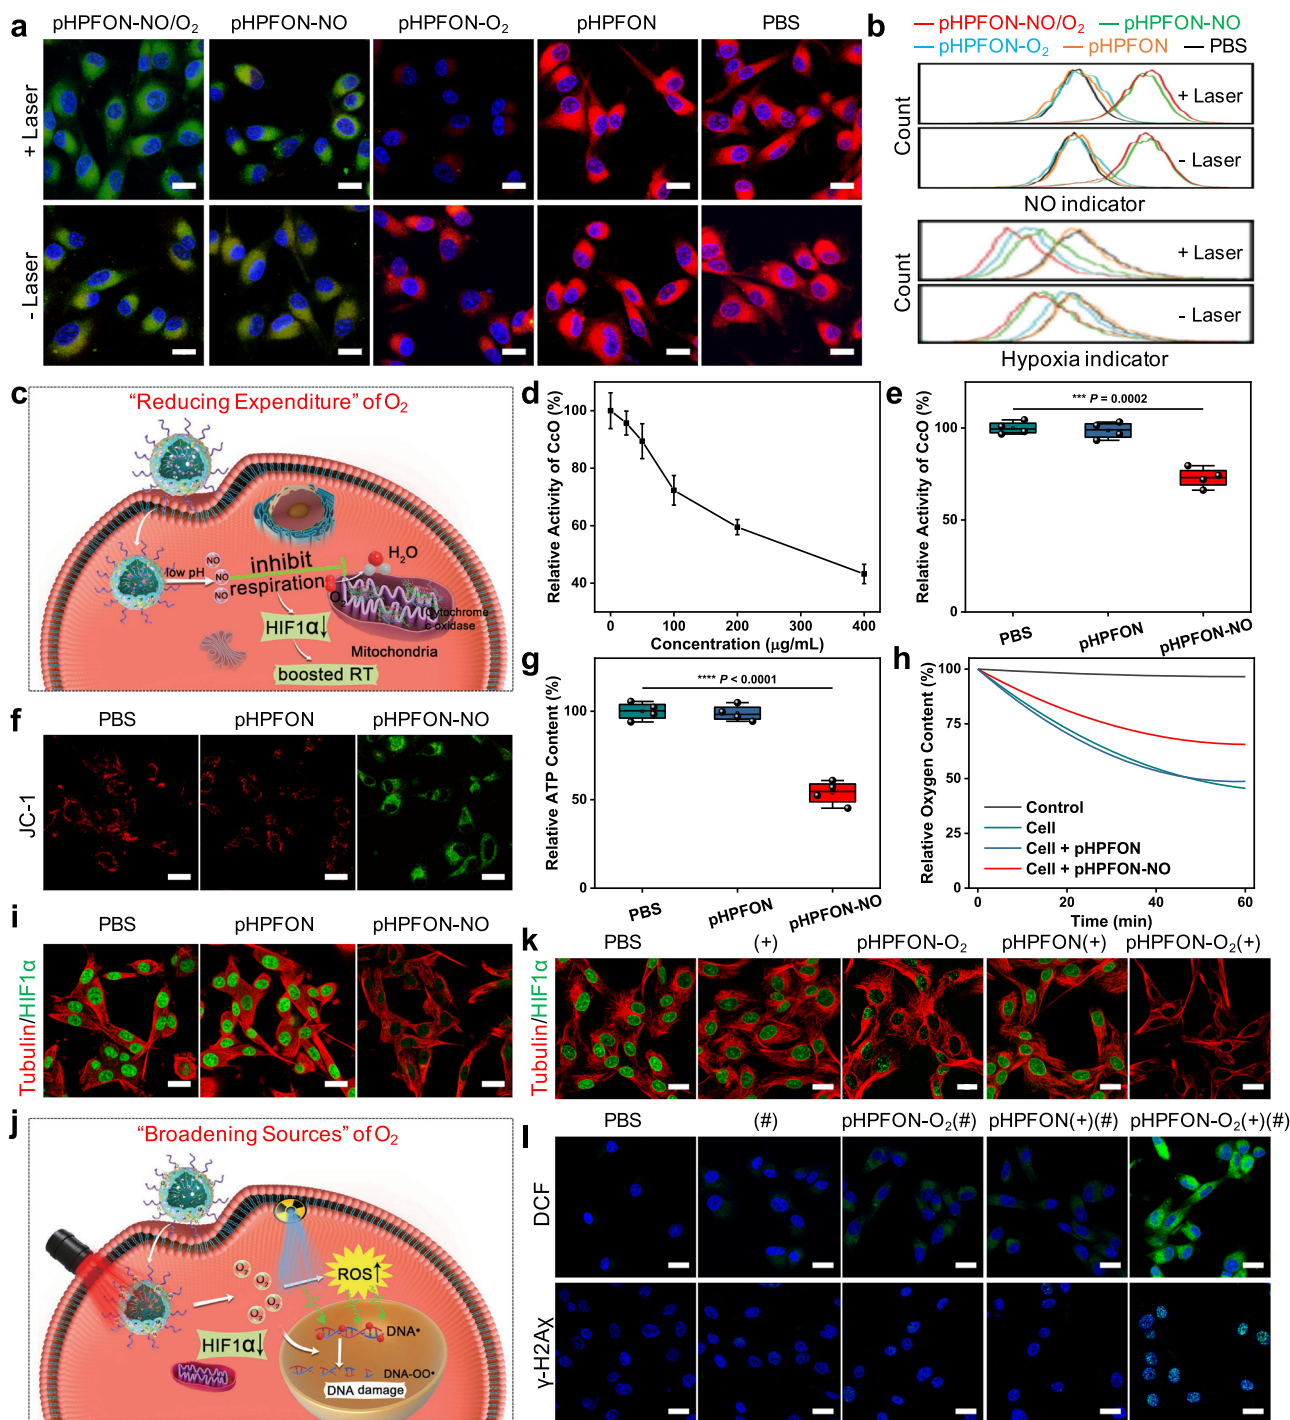 a
pHPFON-NO/O₂ pHPFON-NO pHPFON-O₂ pHPFON PBS
+ Laser
- Laser
b
pHPFON-NO/O₂ pHPFON-NO
pHPFON-O₂ pHPFON PBS
Count
+ Laser
- Laser
NO indicator
Count
+ Laser
- Laser
Hypoxia indicator
c
"Reducing Expenditure" of O₂
low pH
NO
NO
NO
inhibit
respiration
H₂O
O₂
Cytochrome
c oxidase
HIF1α↓
Mitochondria
boosted RT
d
Relative Activity of CcO (%)
100
80
60
40
0 100 200 300 400
Concentration (μg/mL)
e
Relative Activity of CcO (%)
*** P = 0.0002
100
50
0
PBS pHPFON pHPFON-NO
f
PBS pHPFON pHPFON-NO
JC-1
g
Relative ATP Content (%)
**** P < 0.0001
100
50
0
PBS pHPFON pHPFON-NO
h
Relative Oxygen Content (%)
100
75
50
25
0
Control
Cell
Cell + pHPFON
Cell + pHPFON-NO
0 20 40 60
Time (min)
i
PBS pHPFON pHPFON-NO
Tubulin/HIF1α
j
"Broadening Sources" of O₂
O₂
O₂
O₂
O₂
ROS↑
HIF1α↓
DNA•
DNA-OO•
DNA damage
k
PBS (+) pHPFON-O₂ pHPFON(+) pHPFON-O₂(+)
Tubulin/HIF1α
l
PBS (#) pHPFON-O₂(#) pHPFON(+)(#) pHPFON-O₂(+)(#)
DCF
γ-H2Aχ